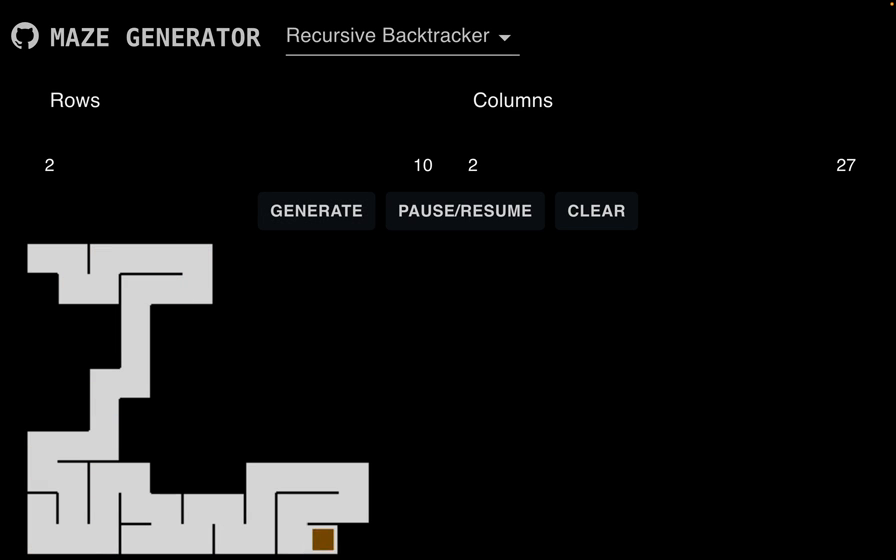 MAZE GENERATOR Recursive Backtracker
Rows Columns
2 10 2 27
GENERATE PAUSE/RESUME CLEAR